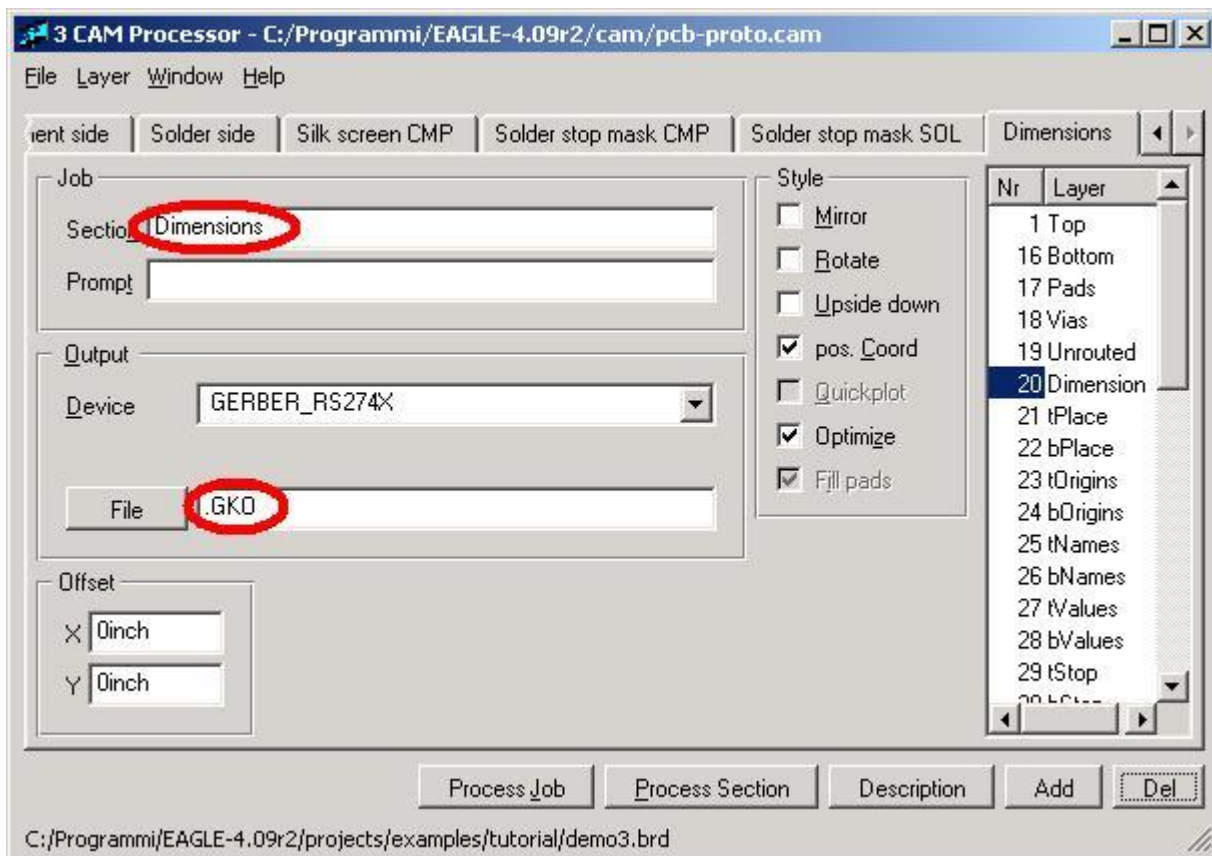 3 CAM Processor - C:/Programmi/EAGLE-4.09r2/cam/pcb-proto.cam
File Layer Window Help
ient side Solder side Silk screen CMP Solder stop mask CMP Solder stop mask SOL Dimensions
Job
Section Dimensions
Prompt
Output
Device GERBER_RS274X
File .GKO
Offset
X 0inch
Y 0inch
Style
Mirror
Rotate
Upside down
pos. Coord
Quickplot
Optimize
Fill pads
Nr Layer
1 Top
16 Bottom
17 Pads
18 Vias
19 Unrouted
20 Dimension
21 tPlace
22 bPlace
23 tOrigins
24 bOrigins
25 tNames
26 bNames
27 tValues
28 bValues
29 tStop
Process Job Process Section Description Add Del
C:/Programmi/EAGLE-4.09r2/projects/examples/tutorial/demo3.brd